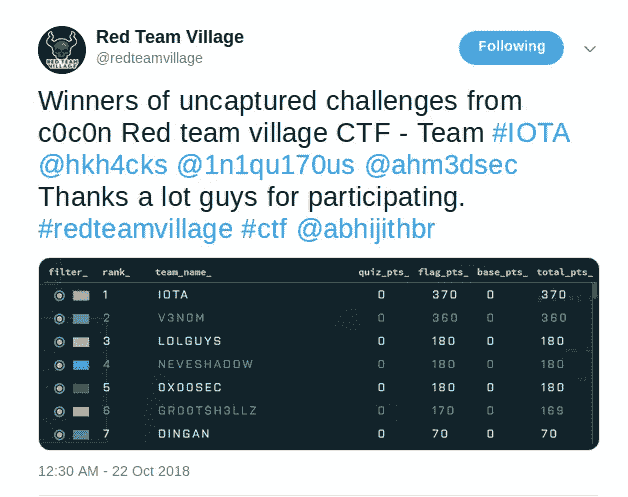 Red Team Village
@redteamvillage
Following
Winners of uncaptured challenges from
c0c0n Red team village CTF - Team #IOTA
@hkh4cks @1n1qu170us @ahm3dsec
Thanks a lot guys for participating.
#redteamvillage #ctf @abhijithbr
filter_ rank_ team_name_ quiz_pts_ flag_pts_ base_pts_ total_pts_
1 IOTA 0 370 0 370
2 V3N0M 0 360 0 360
3 LOLGUYS 0 180 0 180
4 NEVESHADOW 0 180 0 180
5 0X00SEC 0 180 0 180
6 GR00T$H3LLZ 0 170 0 169
7 DINGAN 0 70 0 70
12:30 AM - 22 Oct 2018